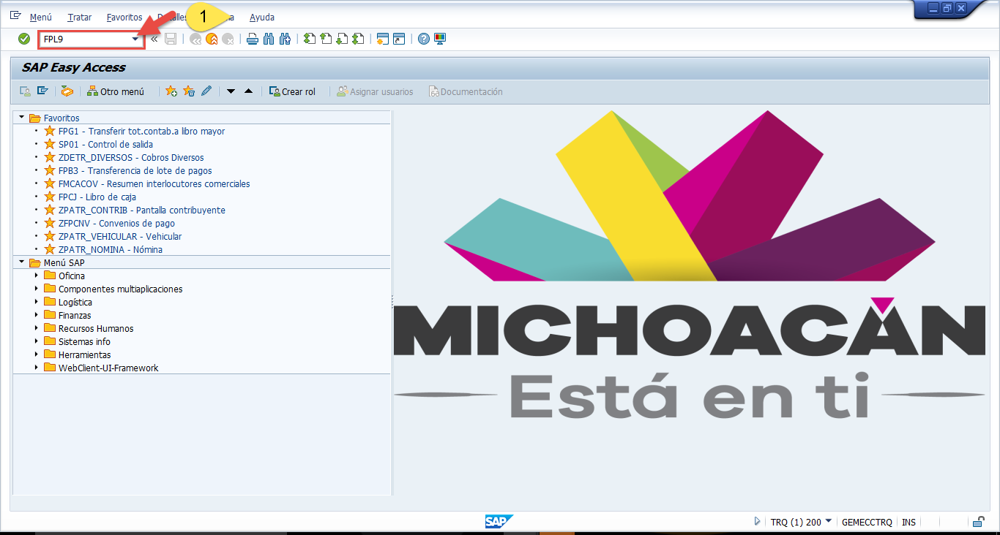 Menú Tratar Favoritos 1 Ayuda
FPL9
SAP Easy Access
Otro menú Crear rol Asignar usuarios Documentación
Favoritos
FPG1 - Transferir tot.contab.a libro mayor
SP01 - Control de salida
ZDETR_DIVERSOS - Cobros Diversos
FPB3 - Transferencia de lote de pagos
FMCACOV - Resumen interlocutores comerciales
FPCJ - Libro de caja
ZPATR_CONTRIB - Pantalla contribuyente
ZFPCNV - Convenios de pago
ZPATR_VEHICULAR - Vehicular
ZPATR_NOMINA - Nómina
Menú SAP
Oficina
Componentes multiaplicaciones
Logística
Finanzas
Recursos Humanos
Sistemas info
Herramientas
WebClient-UI-Framework
MICHOACÁN
Está en ti
SAP TRQ (1) 200 GEMECCTRQ INS